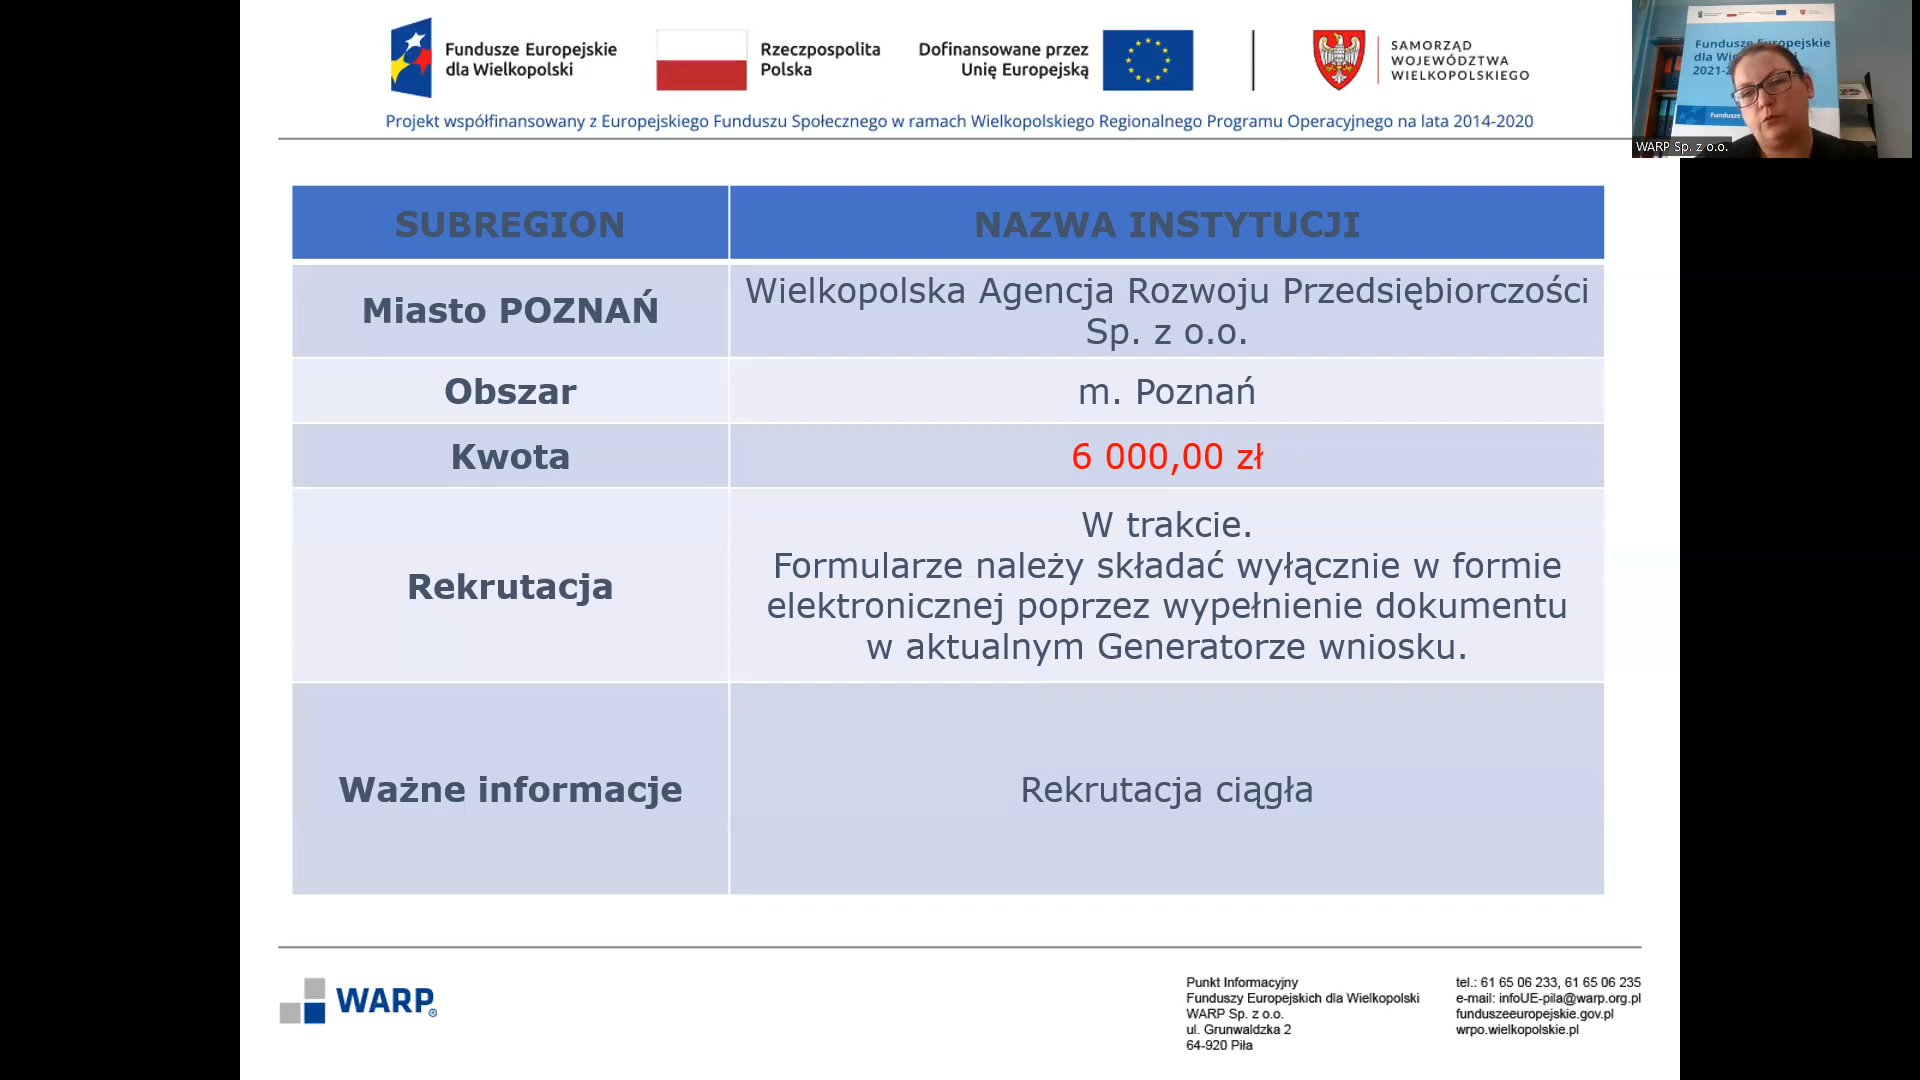 Fundusze Europejskie
dla Wielkopolski
Rzeczpospolita
Polska
Dofinansowane przez
Unię Europejską
SAMORZĄD
WOJEWÓDZTWA
WIELKOPOLSKIEGO
Projekt współfinansowany z Europejskiego Funduszu Społecznego w ramach Wielkopolskiego Regionalnego Programu Operacyjnego na lata 2014-2020
Fundusze Europejskie
WARP Sp. z o.o.
SUBREGION
NAZWA INSTYTUCJI
Miasto POZNAŃ
Wielkopolska Agencja Rozwoju Przedsiębiorczości
Sp. z o.o.
Obszar
m. Poznań
Kwota
6 000,00 zł
Rekrutacja
W trakcie.
Formularze należy składać wyłącznie w formie
elektronicznej poprzez wypełnienie dokumentu
w aktualnym Generatorze wniosku.
Ważne informacje
Rekrutacja ciągła
WARP®
Punkt Informacyjny
Funduszy Europejskich dla Wielkopolski
WARP Sp. z o.o.
ul. Grunwaldzka 2
64-920 Piła
tel.: 61 65 06 233, 61 65 06 235
e-mail: infoUE-pila@warp.org.pl
funduszeeuropejskie.gov.pl
wrpo.wielkopolskie.pl